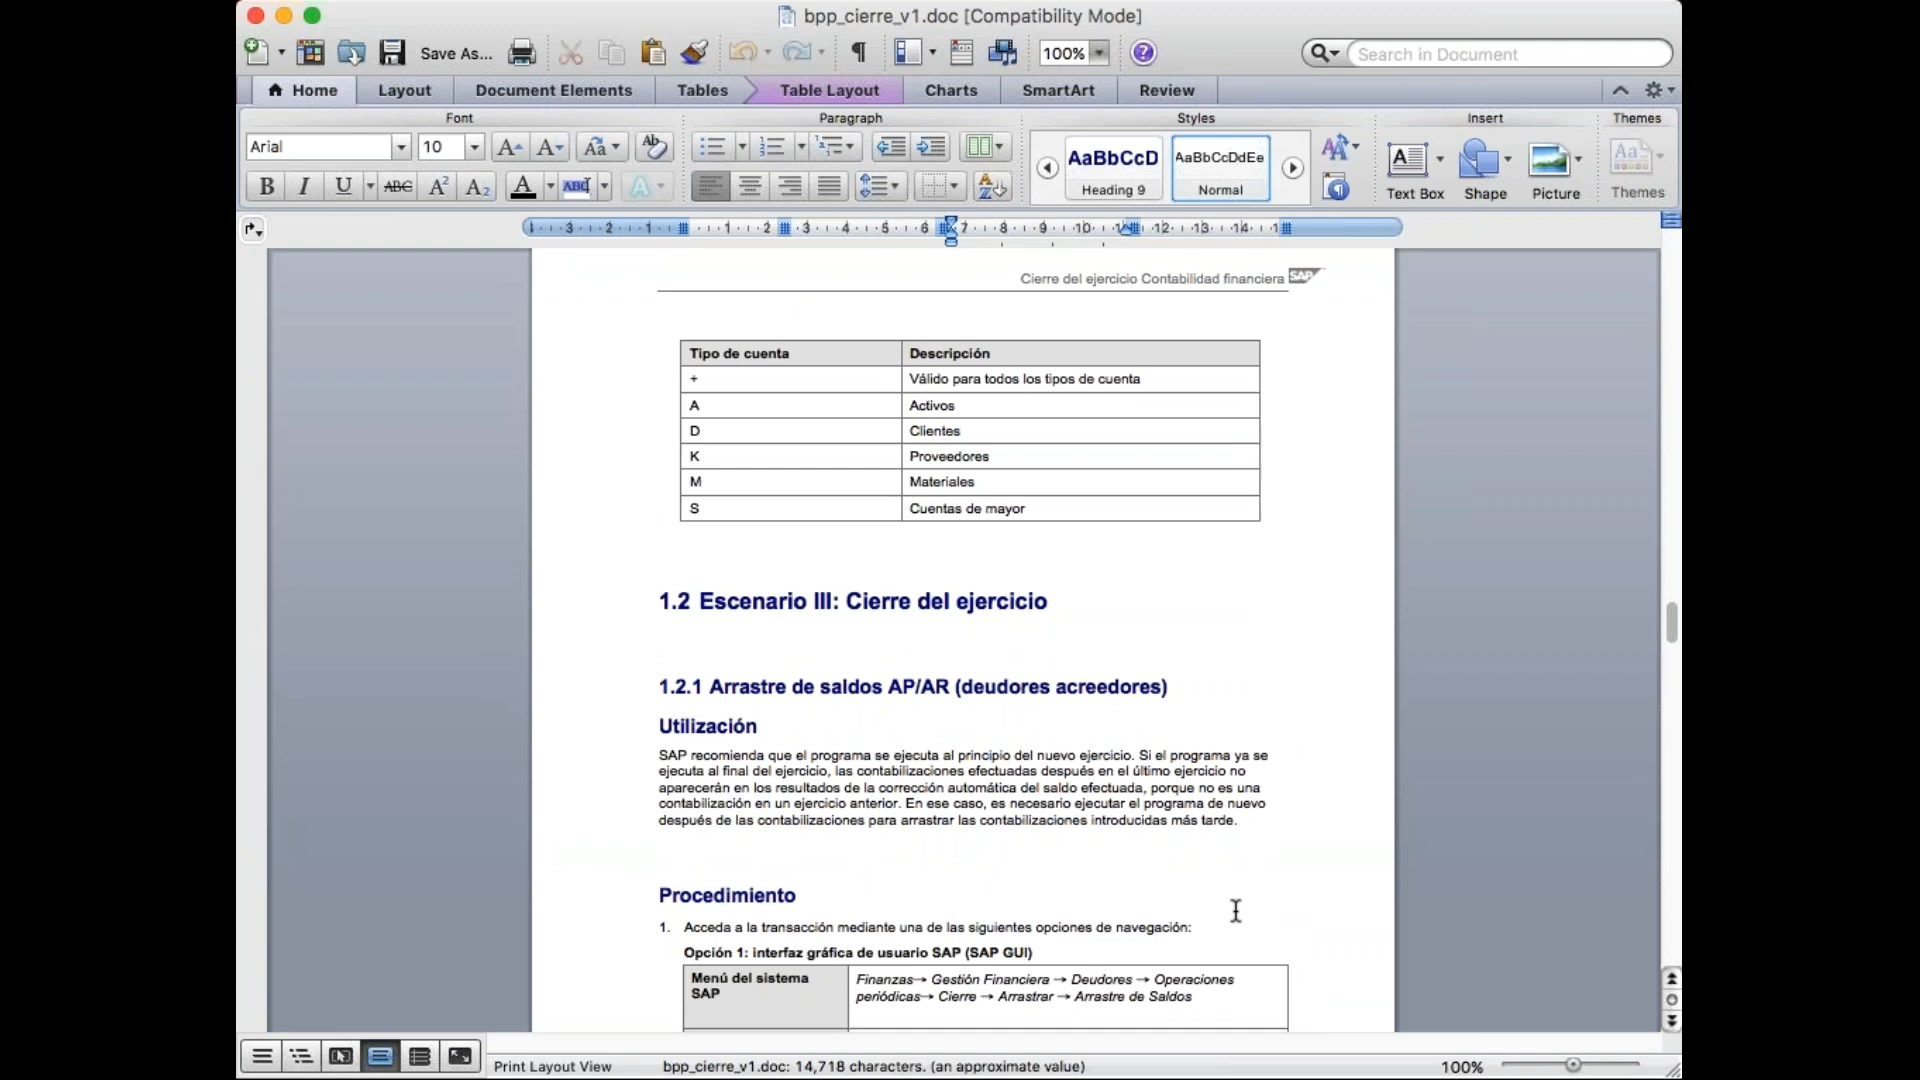 bpp_cierre_v1.doc [Compatibility Mode]
Save As...
100%
Search in Document
Home Layout Document Elements Tables Table Layout Charts SmartArt Review
Font Paragraph Styles Insert Themes
Arial 10
AaBbCcD AaBbCcDdEe
Heading 9 Normal
Text Box Shape Picture Themes
Cierre del ejercicio Contabilidad financiera SAP
Tipo de cuenta Descripción
+ Válido para todos los tipos de cuenta
A Activos
D Clientes
K Proveedores
M Materiales
S Cuentas de mayor
1.2 Escenario III: Cierre del ejercicio
1.2.1 Arrastre de saldos AP/AR (deudores acreedores)
Utilización
SAP recomienda que el programa se ejecuta al principio del nuevo ejercicio. Si el programa ya se
ejecuta al final del ejercicio, las contabilizaciones efectuadas después en el último ejercicio no
aparecerán en los resultados de la corrección automática del saldo efectuada, porque no es una
contabilización en un ejercicio anterior. En ese caso, es necesario ejecutar el programa de nuevo
después de las contabilizaciones para arrastrar las contabilizaciones introducidas más tarde.
Procedimiento
1. Acceda a la transacción mediante una de las siguientes opciones de navegación:
Opción 1: interfaz gráfica de usuario SAP (SAP GUI)
Menú del sistema
SAP
Finanzas→ Gestión Financiera → Deudores → Operaciones
periódicas→ Cierre → Arrastrar → Arrastre de Saldos
Print Layout View bpp_cierre_v1.doc: 14,718 characters. (an approximate value) 100%